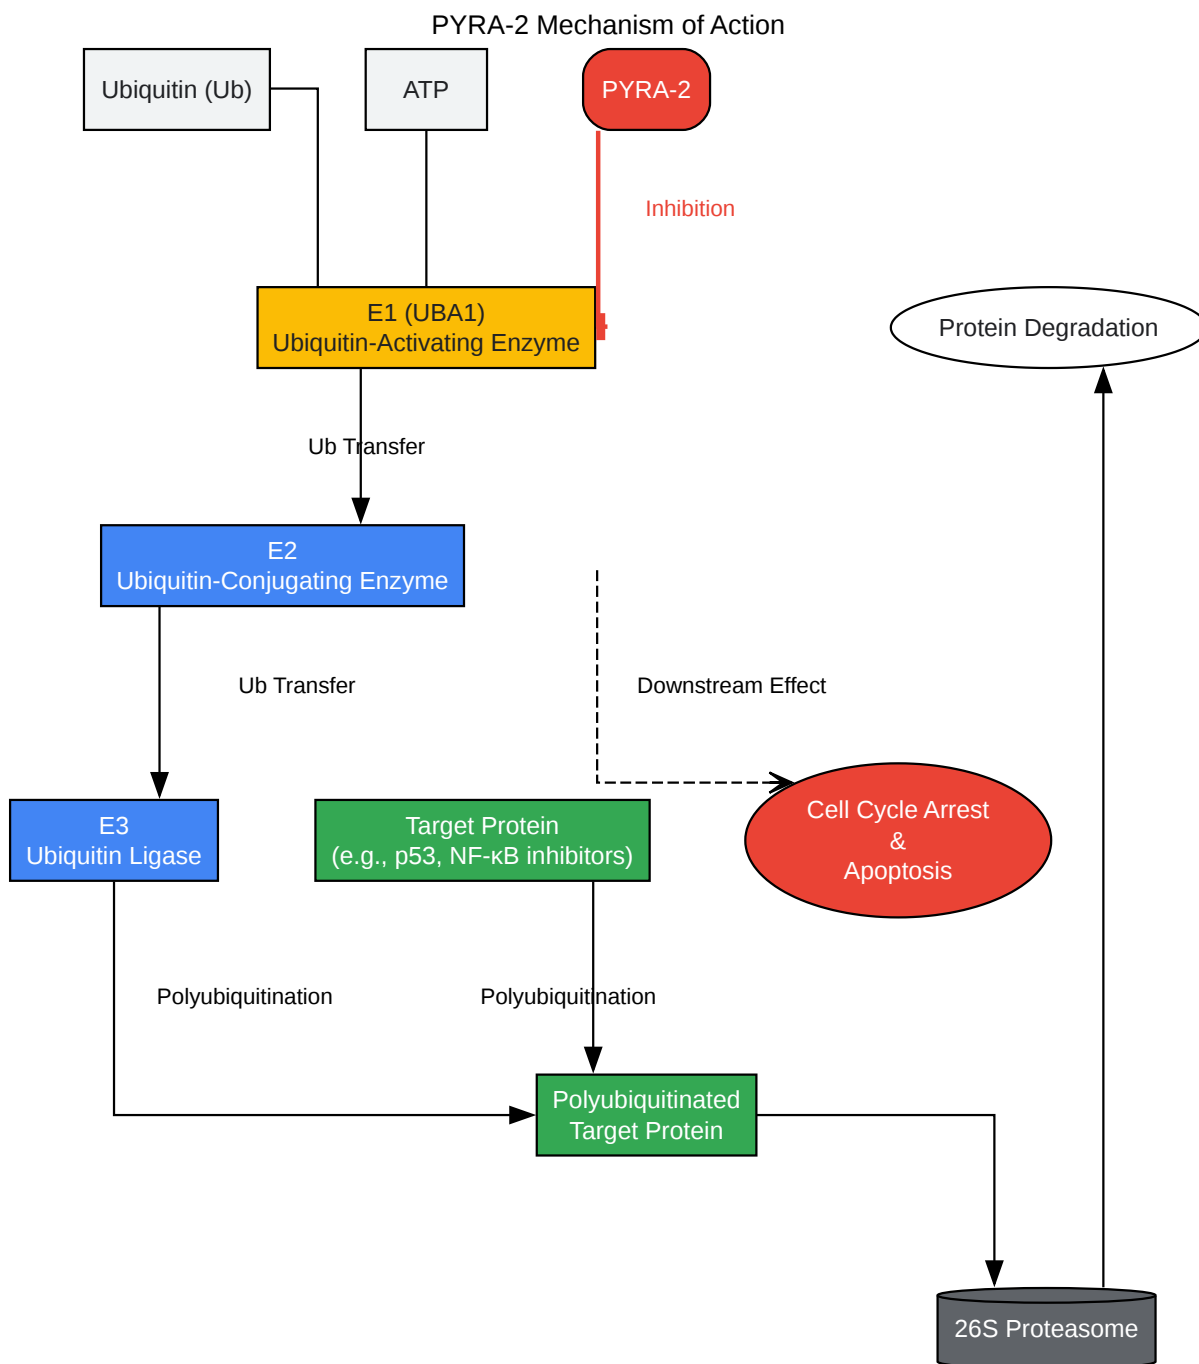 PYRA-2 Mechanism of Action
Ubiquitin (Ub)
ATP
PYRA-2
Inhibition
E1 (UBA1)
Ubiquitin-Activating Enzyme
Protein Degradation
Ub Transfer
E2
Ubiquitin-Conjugating Enzyme
Ub Transfer
Downstream Effect
E3
Ubiquitin Ligase
Target Protein
(e.g., p53, NF-κB inhibitors)
Cell Cycle Arrest
&
Apoptosis
Polyubiquitination
Polyubiquitination
Polyubiquitinated
Target Protein
26S Proteasome